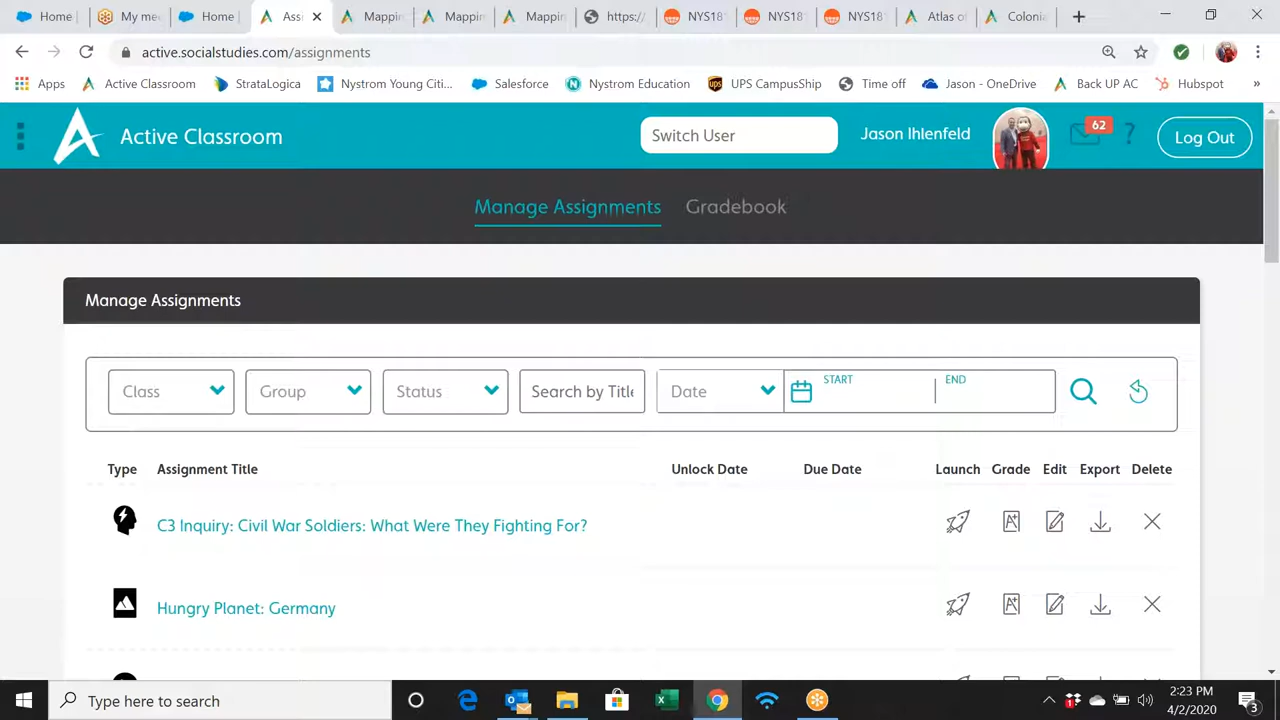 Home |
My me
Home |
Ass
Mappin
Mappin
Mappin
https:/
NYS18
NYS18
NYS18
Atlas o
Colonia
active.socialstudies.com/assignments
Apps
Active Classroom
StrataLogica
Nystrom Young Citi...
Salesforce
Nystrom Education
UPS CampusShip
Time off
Jason - OneDrive
Back UP AC
Hubspot
»
Active Classroom
Switch User
Jason Ihlenfeld
62
?
Log Out
Manage Assignments
Gradebook
Manage Assignments
Class
Group
Status
Search by Title
Date
START
END
Type
Assignment Title
Unlock Date
Due Date
Launch
Grade
Edit
Export
Delete
C3 Inquiry: Civil War Soldiers: What Were They Fighting For?
A+
Hungry Planet: Germany
A+
Type here to search
2:23 PM
4/2/2020
3